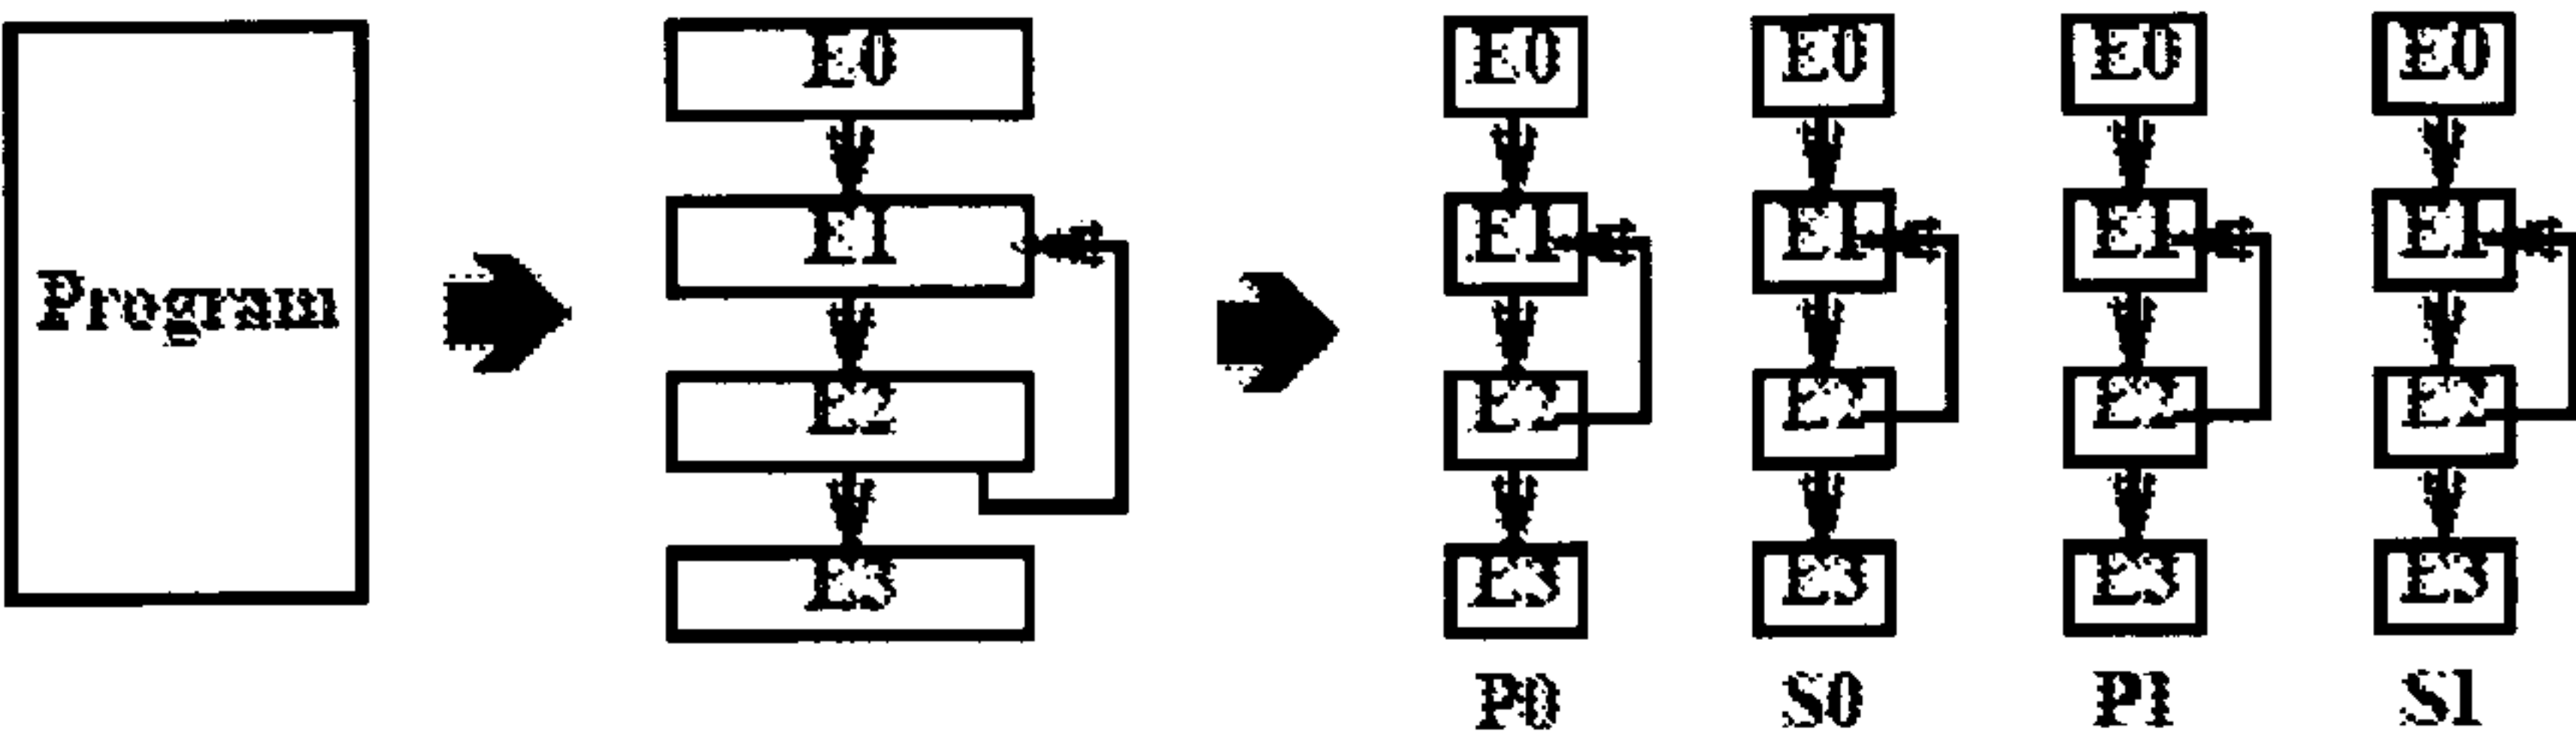 Program
E0
E1
E2
E3
E0 E0 E0 E0
E1 E1 E1 E1
E2 E2 E2 E2
E3 E3 E3 E3
P0 S0 P1 S1